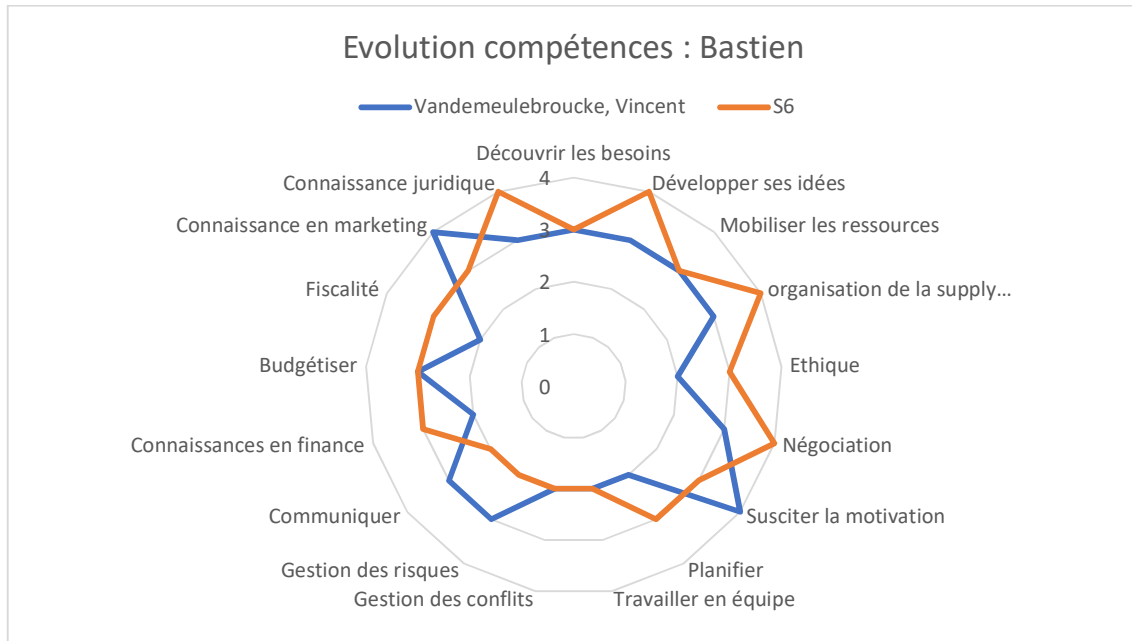 Evolution compétences : Bastien
Vandemeulebroucke, Vincent
S6
Découvrir les besoins
Développer ses idées
Mobiliser les ressources
organisation de la supply...
Ethique
Négociation
Susciter la motivation
Planifier
Travailler en équipe
Gestion des conflits
Gestion des risques
Communiquer
Connaissances en finance
Budgétiser
Fiscalité
Connaissance en marketing
Connaissance juridique
4
3
2
1
0